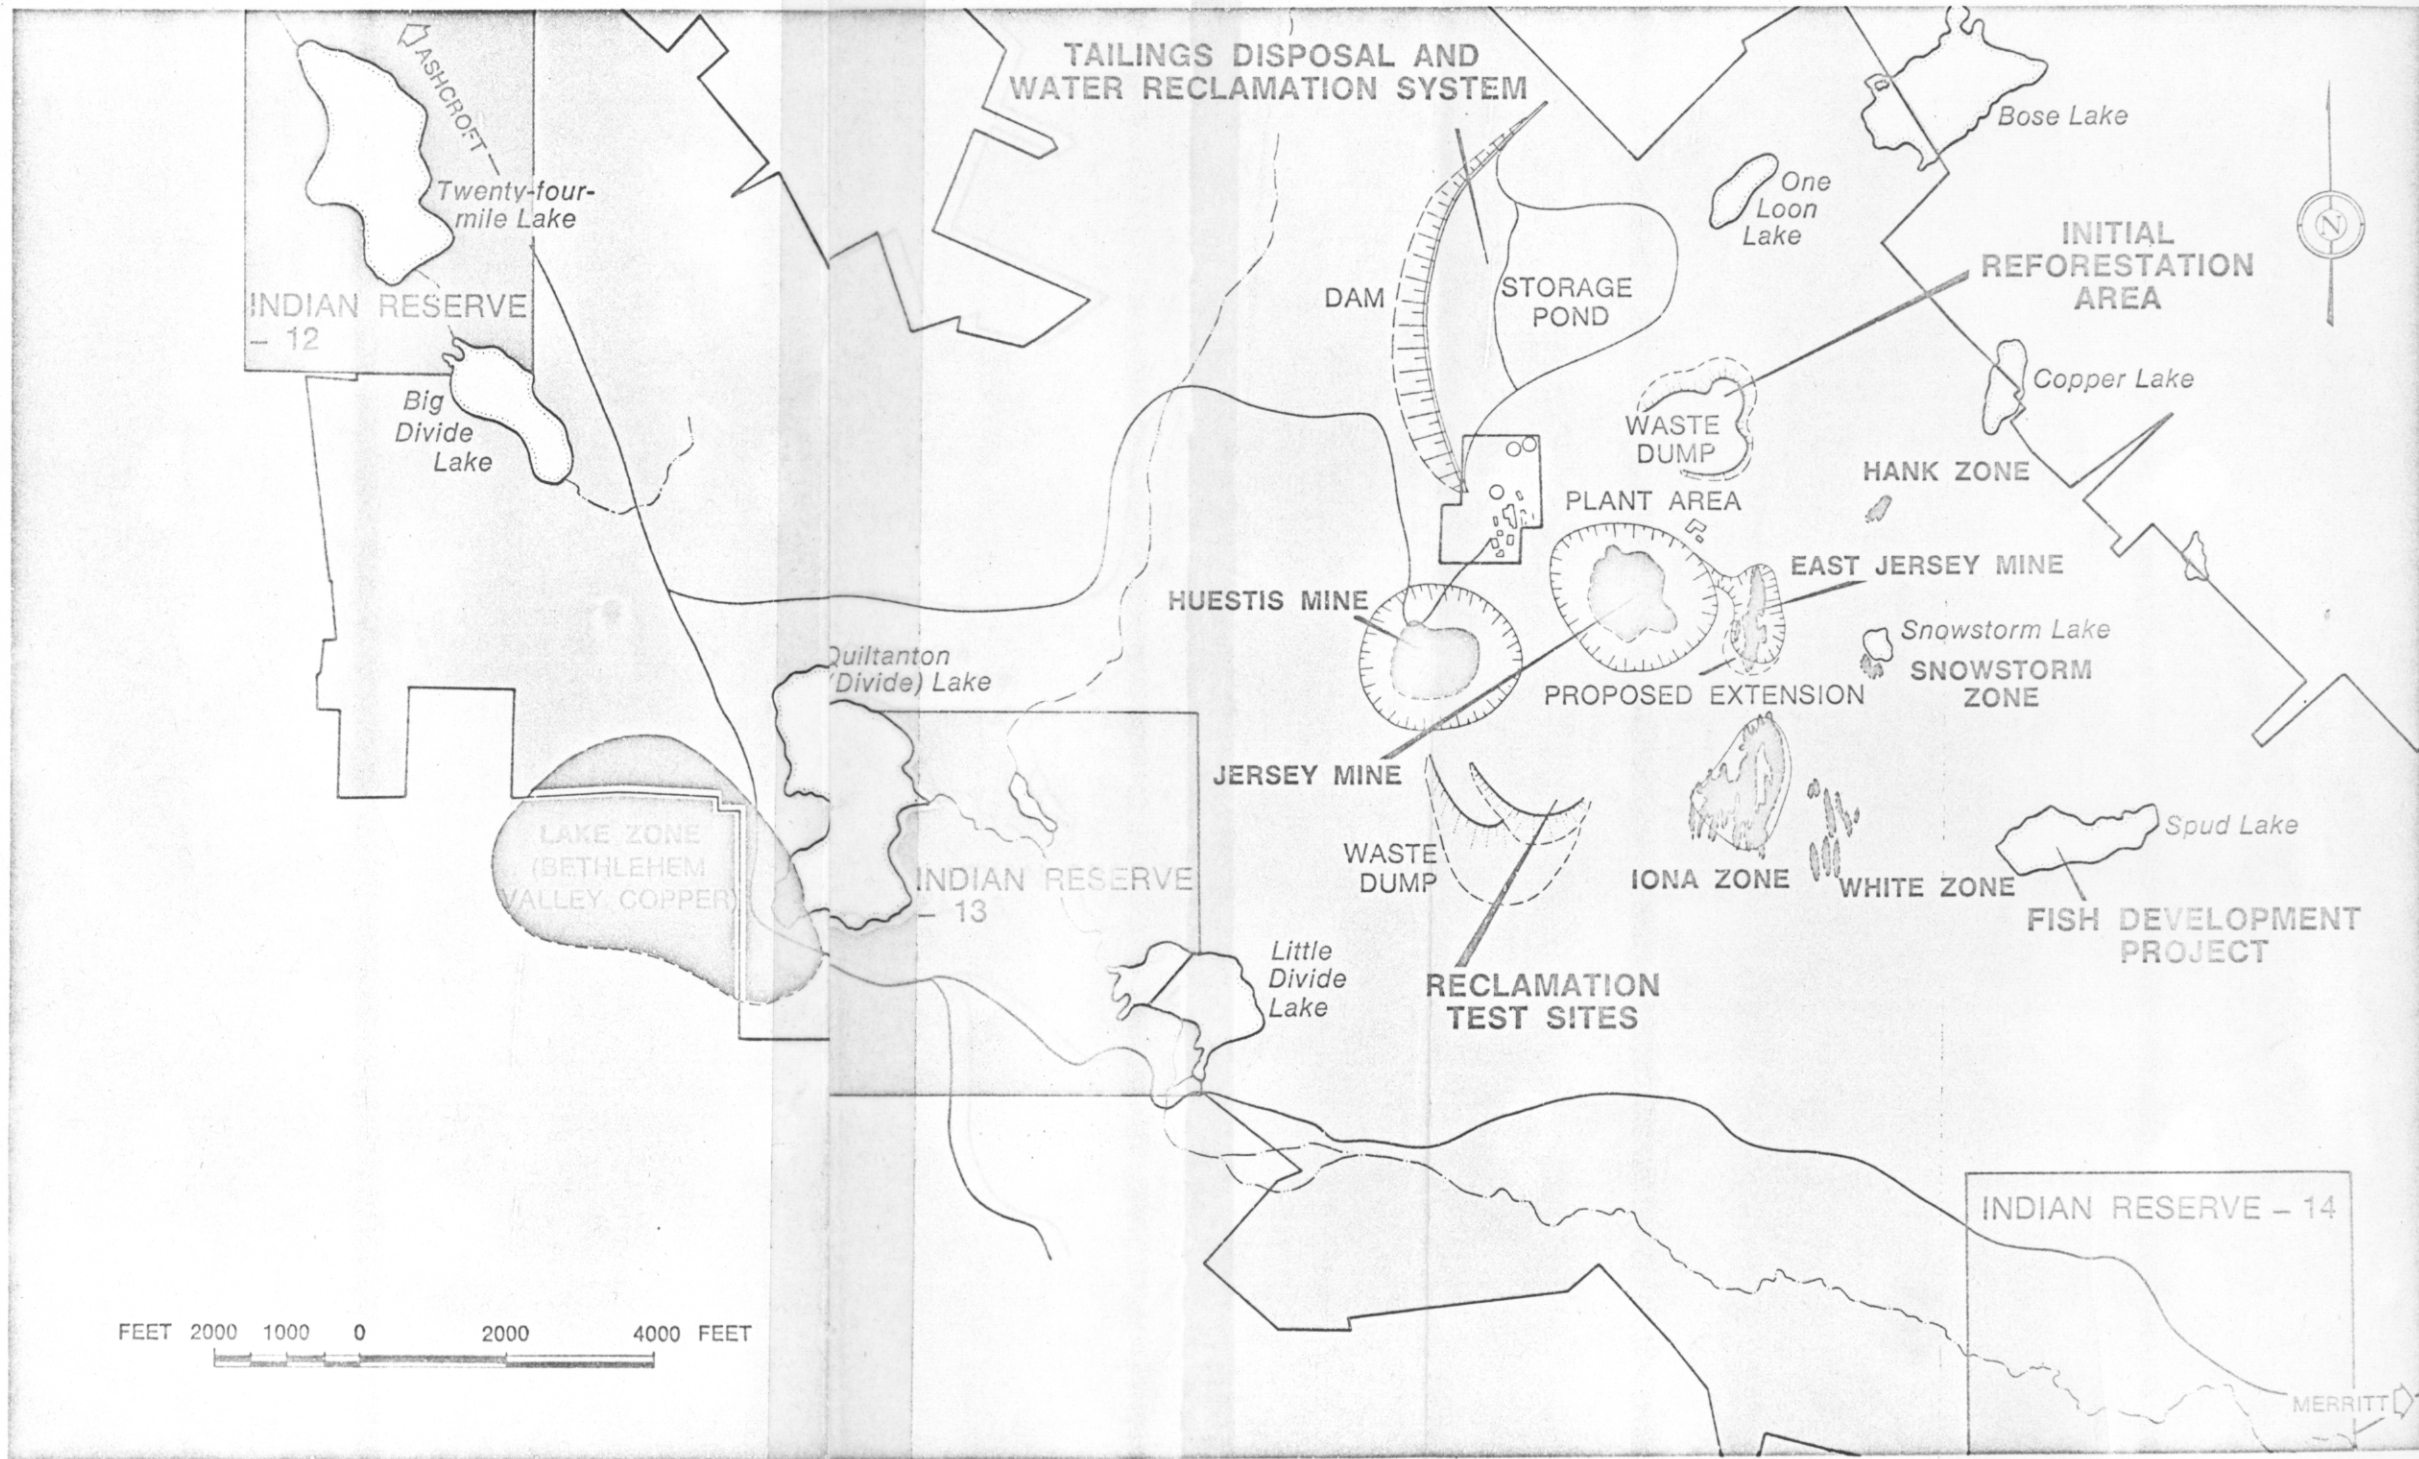 TAILINGS DISPOSAL AND
WATER RECLAMATION SYSTEM
ASHCROFT
Twenty-four-
mile Lake
INDIAN RESERVE
– 12
Big
Divide
Lake
Bose Lake
One
Loon
Lake
N
INITIAL
REFORESTATION
AREA
DAM
STORAGE
POND
Copper Lake
WASTE
DUMP
HANK ZONE
PLANT AREA
EAST JERSEY MINE
HUESTIS MINE
Snowstorm Lake
SNOWSTORM
ZONE
PROPOSED EXTENSION
Quiltanton
(Divide) Lake
JERSEY MINE
LAKE ZONE
(BETHLEHEM
VALLEY COPPER)
INDIAN RESERVE
– 13
WASTE
DUMP
IONA ZONE
WHITE ZONE
Spud Lake
FISH DEVELOPMENT
PROJECT
Little
Divide
Lake
RECLAMATION
TEST SITES
INDIAN RESERVE – 14
FEET 2000 1000 0 2000 4000 FEET
MERRITT